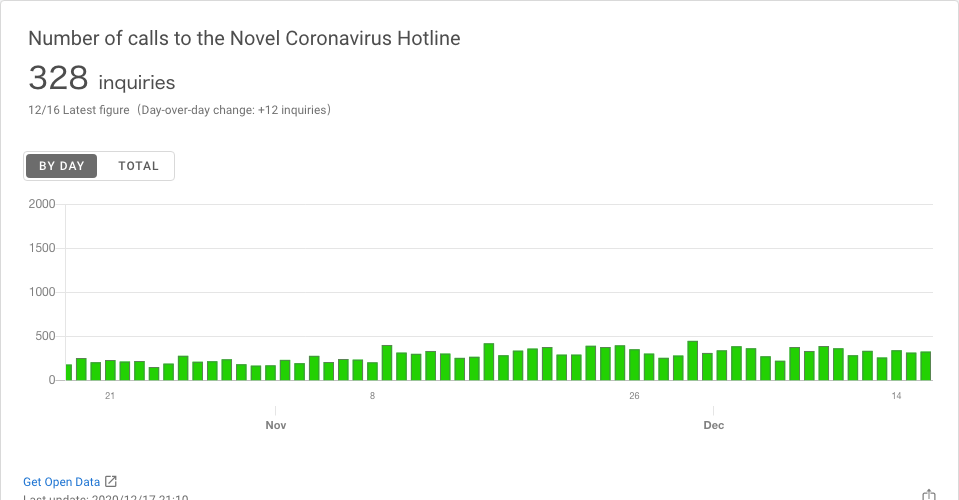 Number of calls to the Novel Coronavirus Hotline
328 inquiries
12/16 Latest figure（Day-over-day change: +12 inquiries）
BY DAY TOTAL
2000
1500
1000
500
0
21 8 26 14
Nov Dec
Get Open Data
Last update: 2020/12/17 21:10